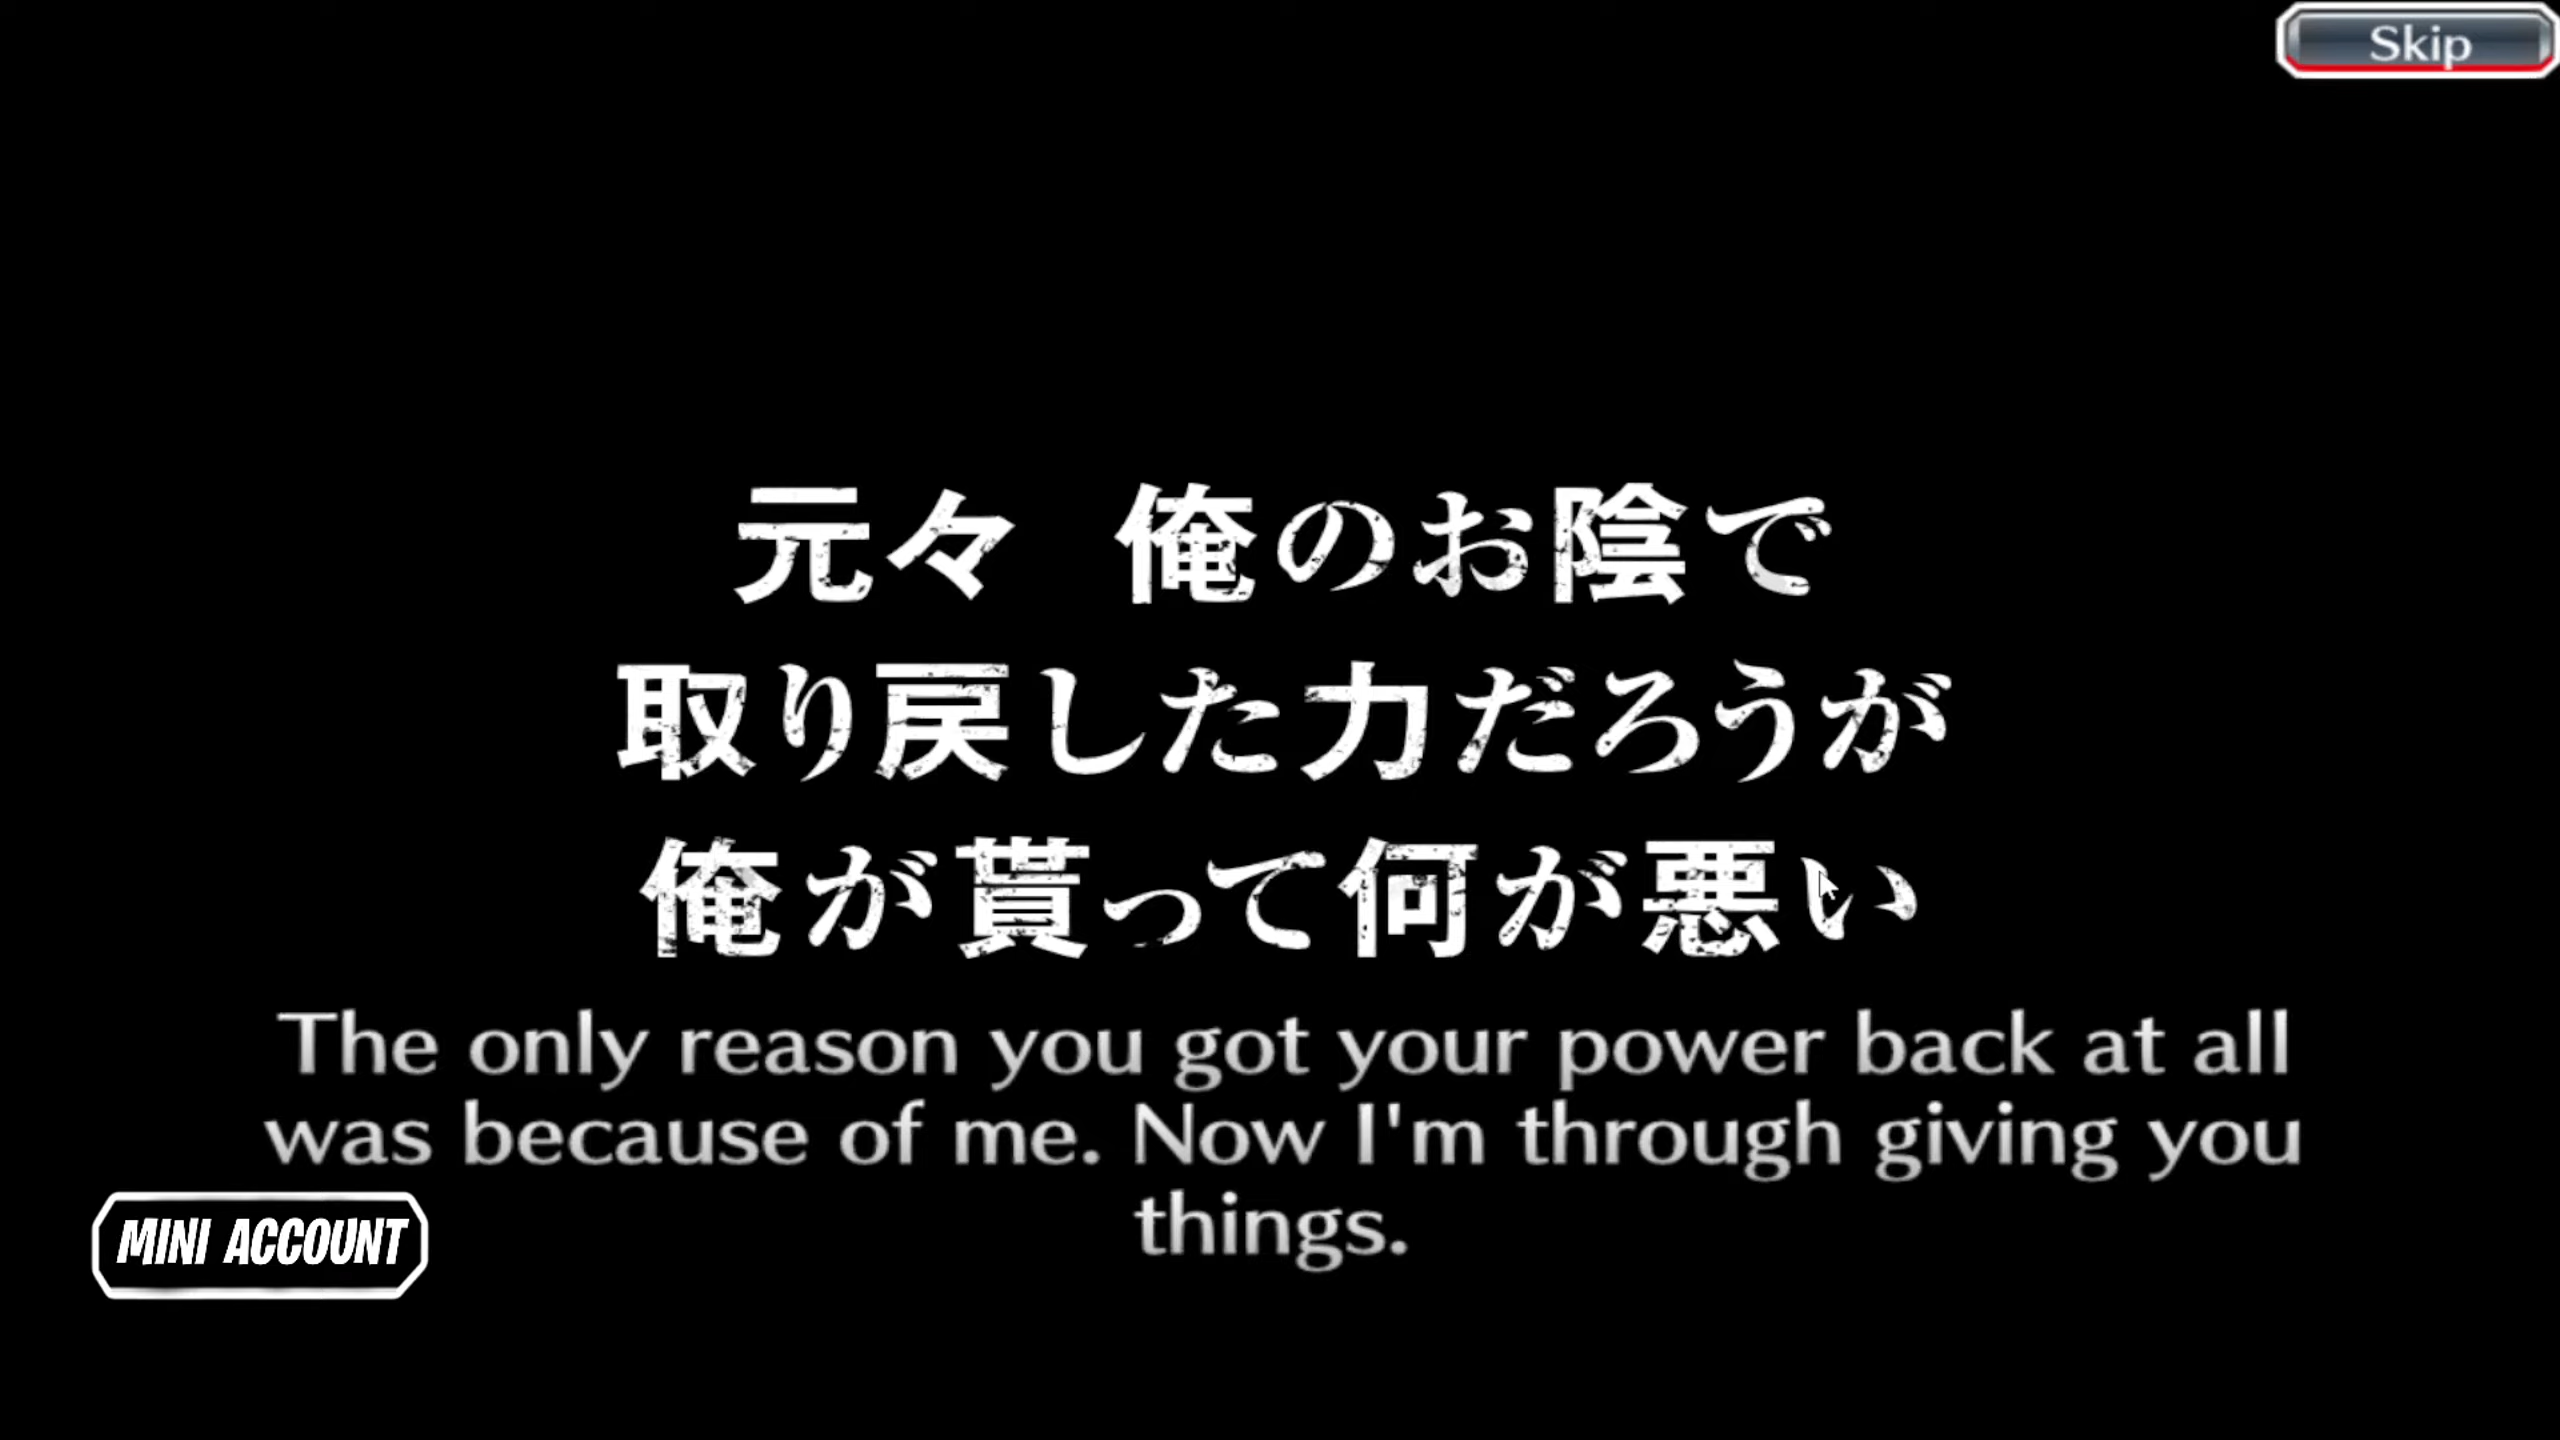 Skip
元々 俺のお陰で
取り戻した力だろうが
俺が貰って何が悪い
The only reason you got your power back at all
was because of me. Now I'm through giving you
things.
MINI ACCOUNT